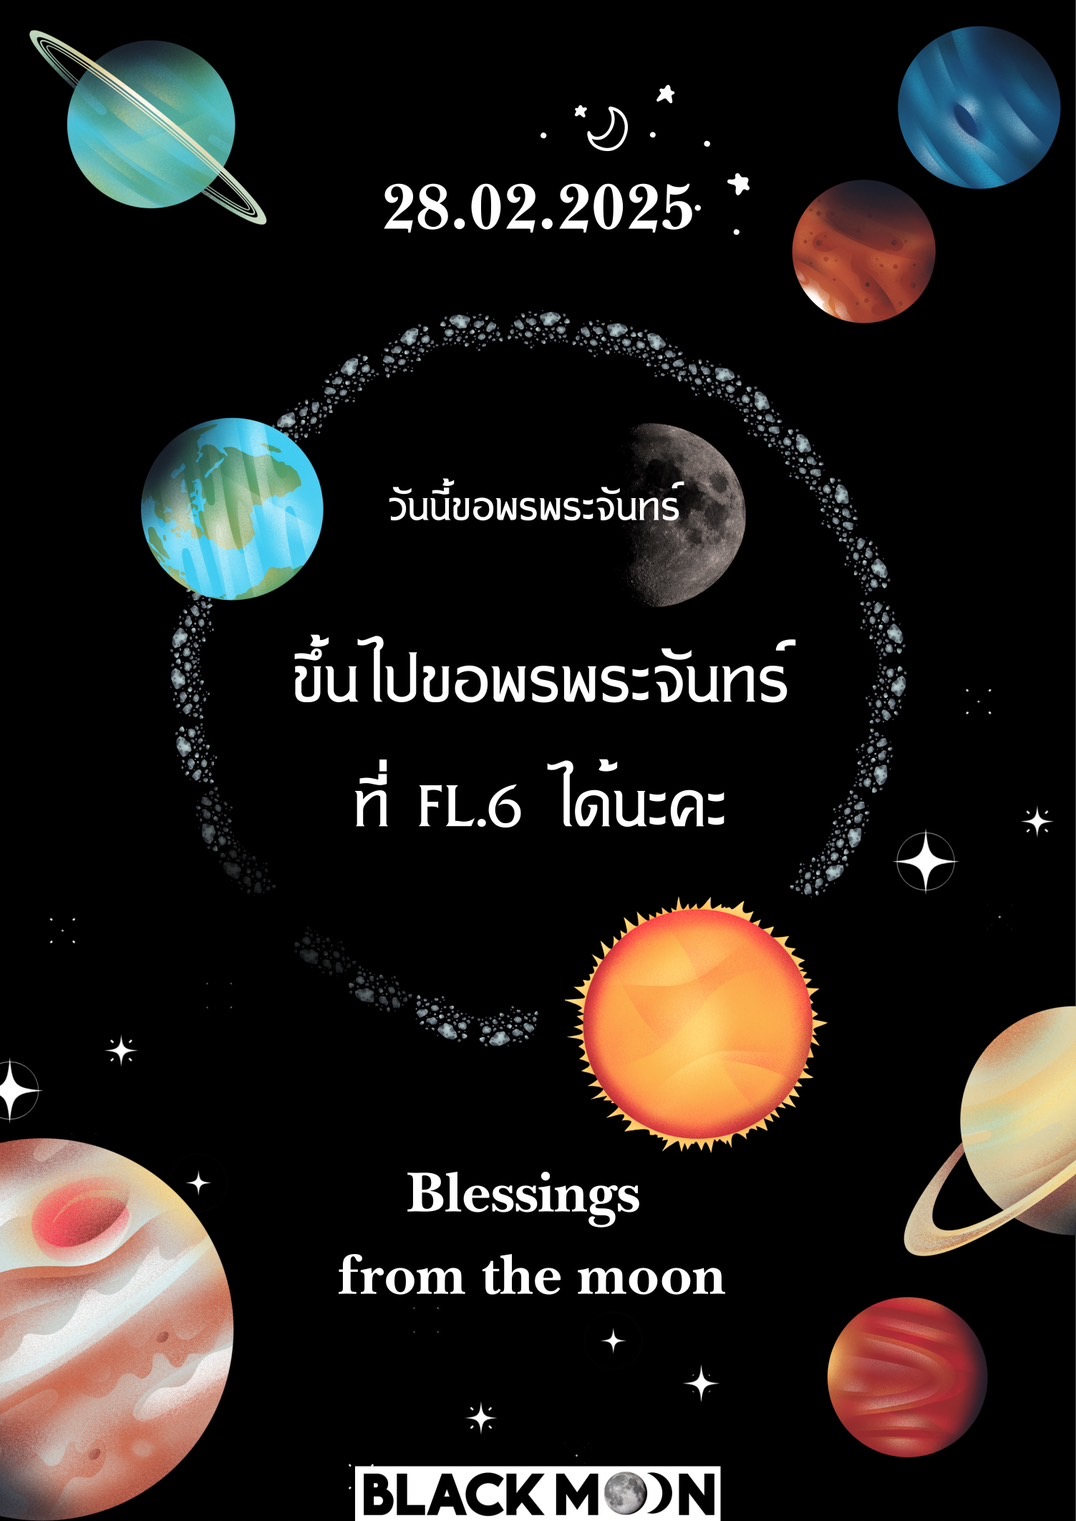 28.02.2025
วันนี้ขอพรพระจันทร์
ขึ้นไปขอพรพระจันทร์
ที่ FL.6 ได้นะคะ
Blessings
from the moon
BLACK MOON